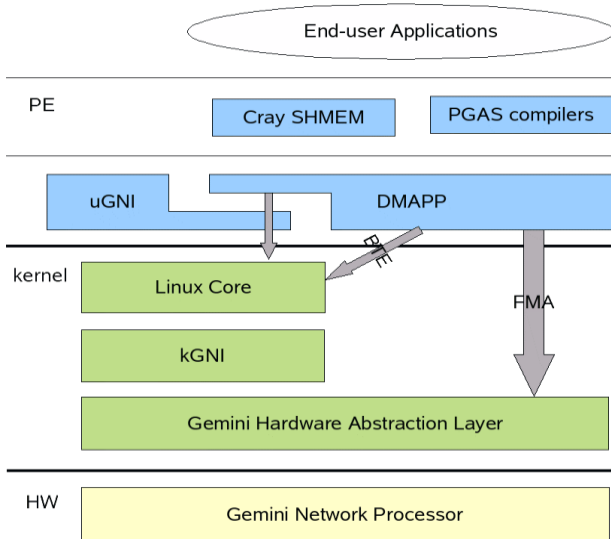 End-user Applications
PE
Cray SHMEM
PGAS compilers
uGNI
DMAPP
BTE
kernel
Linux Core
FMA
kGNI
Gemini Hardware Abstraction Layer
HW
Gemini Network Processor